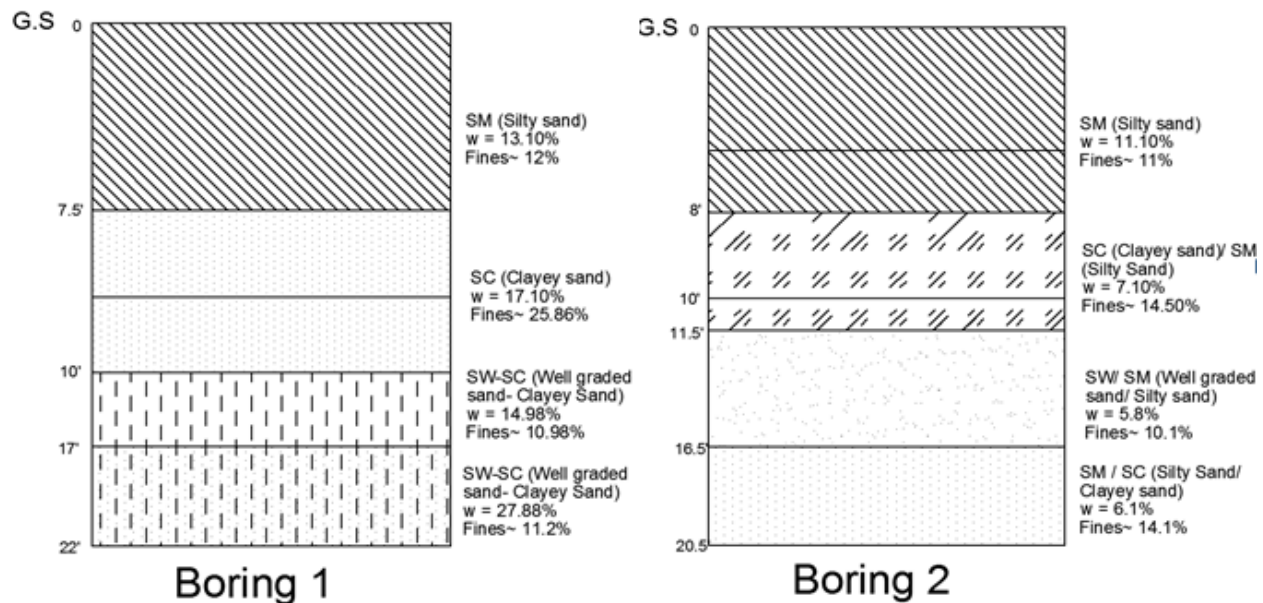 G.S
0
SM (Silty sand)
w = 13.10%
Fines~ 12%
7.5'
SC (Clayey sand)
w = 17.10%
Fines~ 25.86%
10'
SW-SC (Well graded
sand- Clayey Sand)
w = 14.98%
Fines~ 10.98%
17'
SW-SC (Well graded
sand- Clayey Sand)
w = 27.88%
Fines~ 11.2%
22'
Boring 1
G.S
0
SM (Silty sand)
w = 11.10%
Fines~ 11%
8'
SC (Clayey sand)/ SM
(Silty Sand)
w = 7.10%
Fines~ 14.50%
10'
11.5'
SW/ SM (Well graded
sand/ Silty sand)
w = 5.8%
Fines~ 10.1%
16.5'
SM / SC (Silty Sand/
Clayey sand)
w = 6.1%
Fines~ 14.1%
20.5'
Boring 2